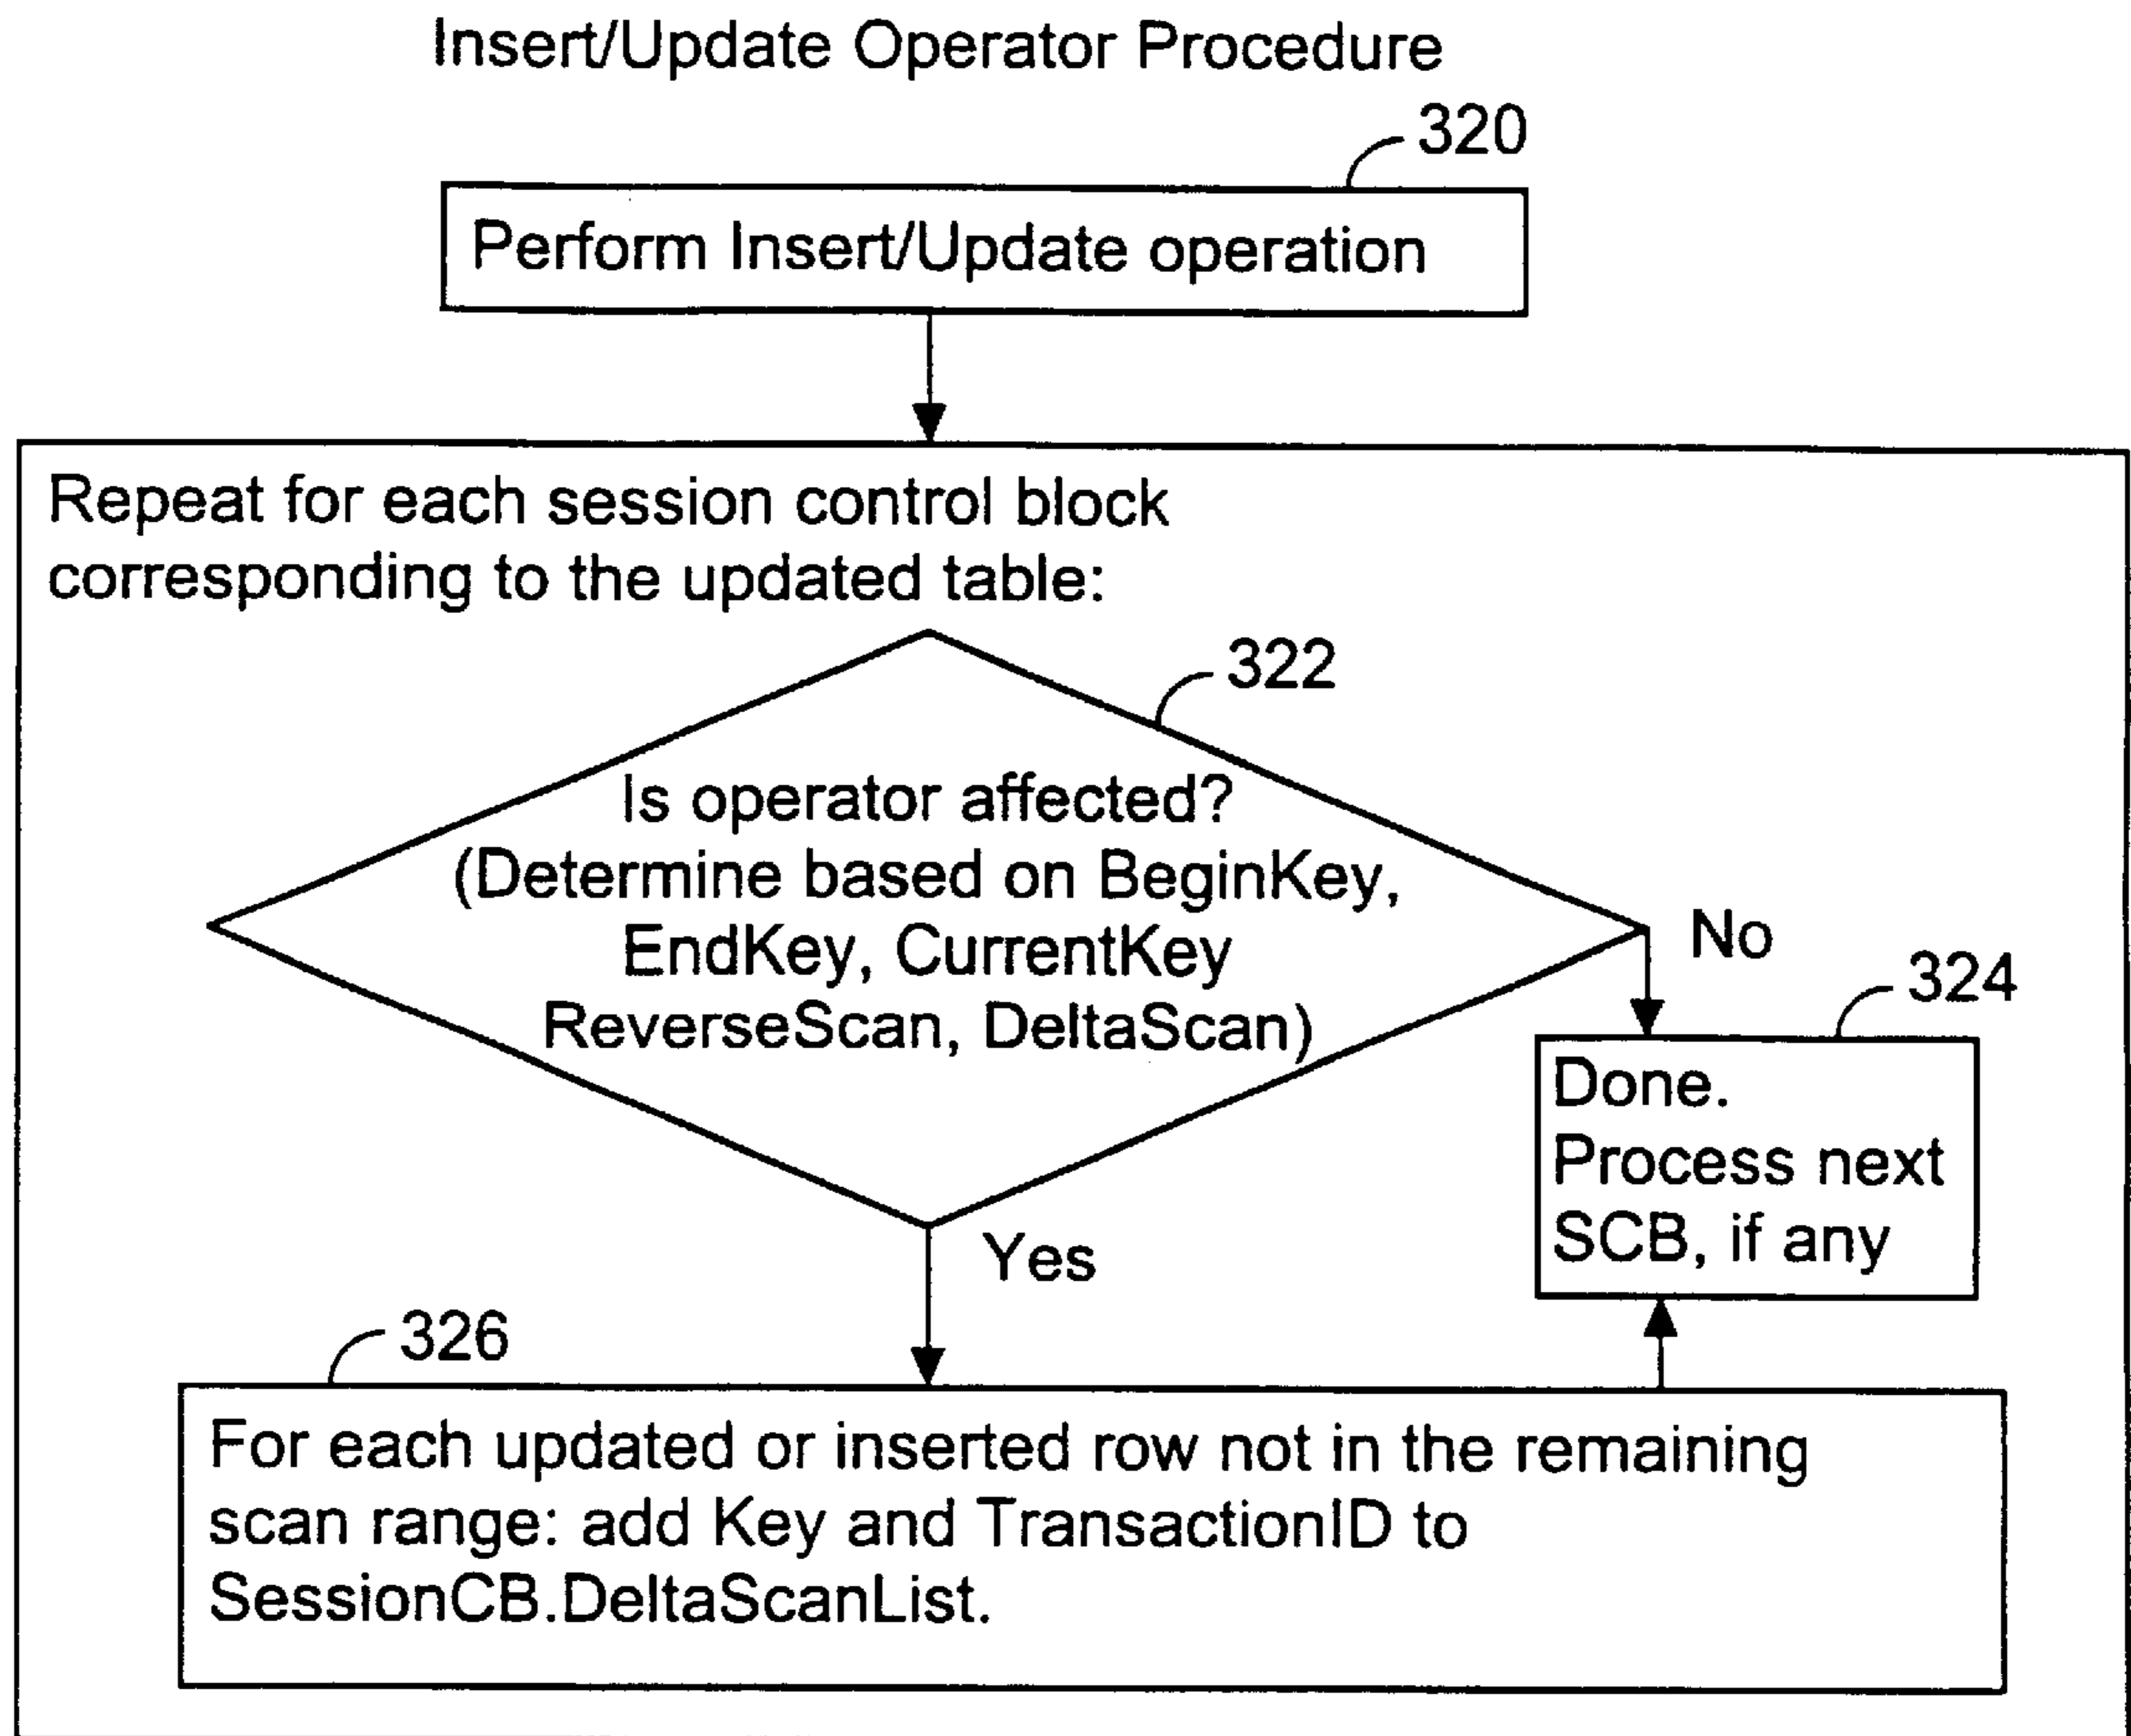 Insert/Update Operator Procedure
320
Perform Insert/Update operation
Repeat for each session control block
corresponding to the updated table:
322
Is operator affected?
(Determine based on BeginKey,
EndKey, CurrentKey
ReverseScan, DeltaScan)
No
324
Done.
Process next
SCB, if any
Yes
326
For each updated or inserted row not in the remaining
scan range: add Key and TransactionID to
SessionCB.DeltaScanList.